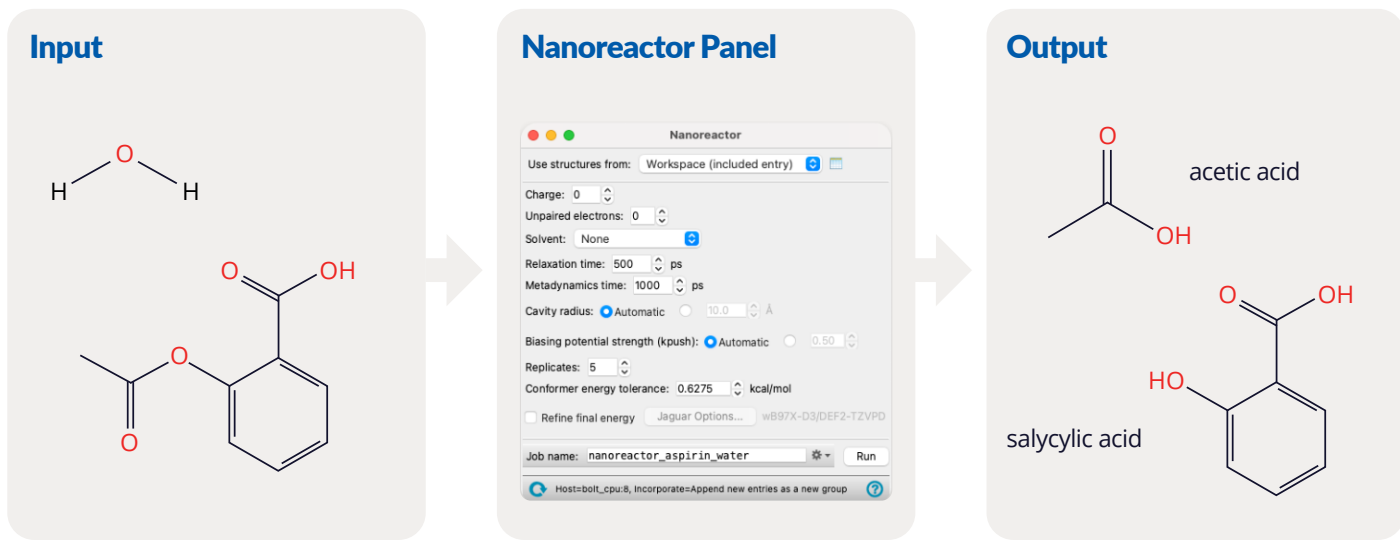 Input
O
H
H
O
OH
O
O
Nanoreactor Panel
Nanoreactor
Use structures from: Workspace (included entry)
Charge: 0
Unpaired electrons: 0
Solvent: None
Relaxation time: 500 ps
Metadynamics time: 1000 ps
Cavity radius: Automatic 10.0 Å
Biasing potential strength (kpush): Automatic 0.50
Replicates: 5
Conformer energy tolerance: 0.6275 kcal/mol
Refine final energy Jaguar Options... wB97X-D3/DEF2-TZVPD
Job name: nanoreactor_aspirin_water Run
Host=bolt_cpu:8, Incorporate=Append new entries as a new group ?
Output
O
acetic acid
OH
O
OH
HO
salycylic acid